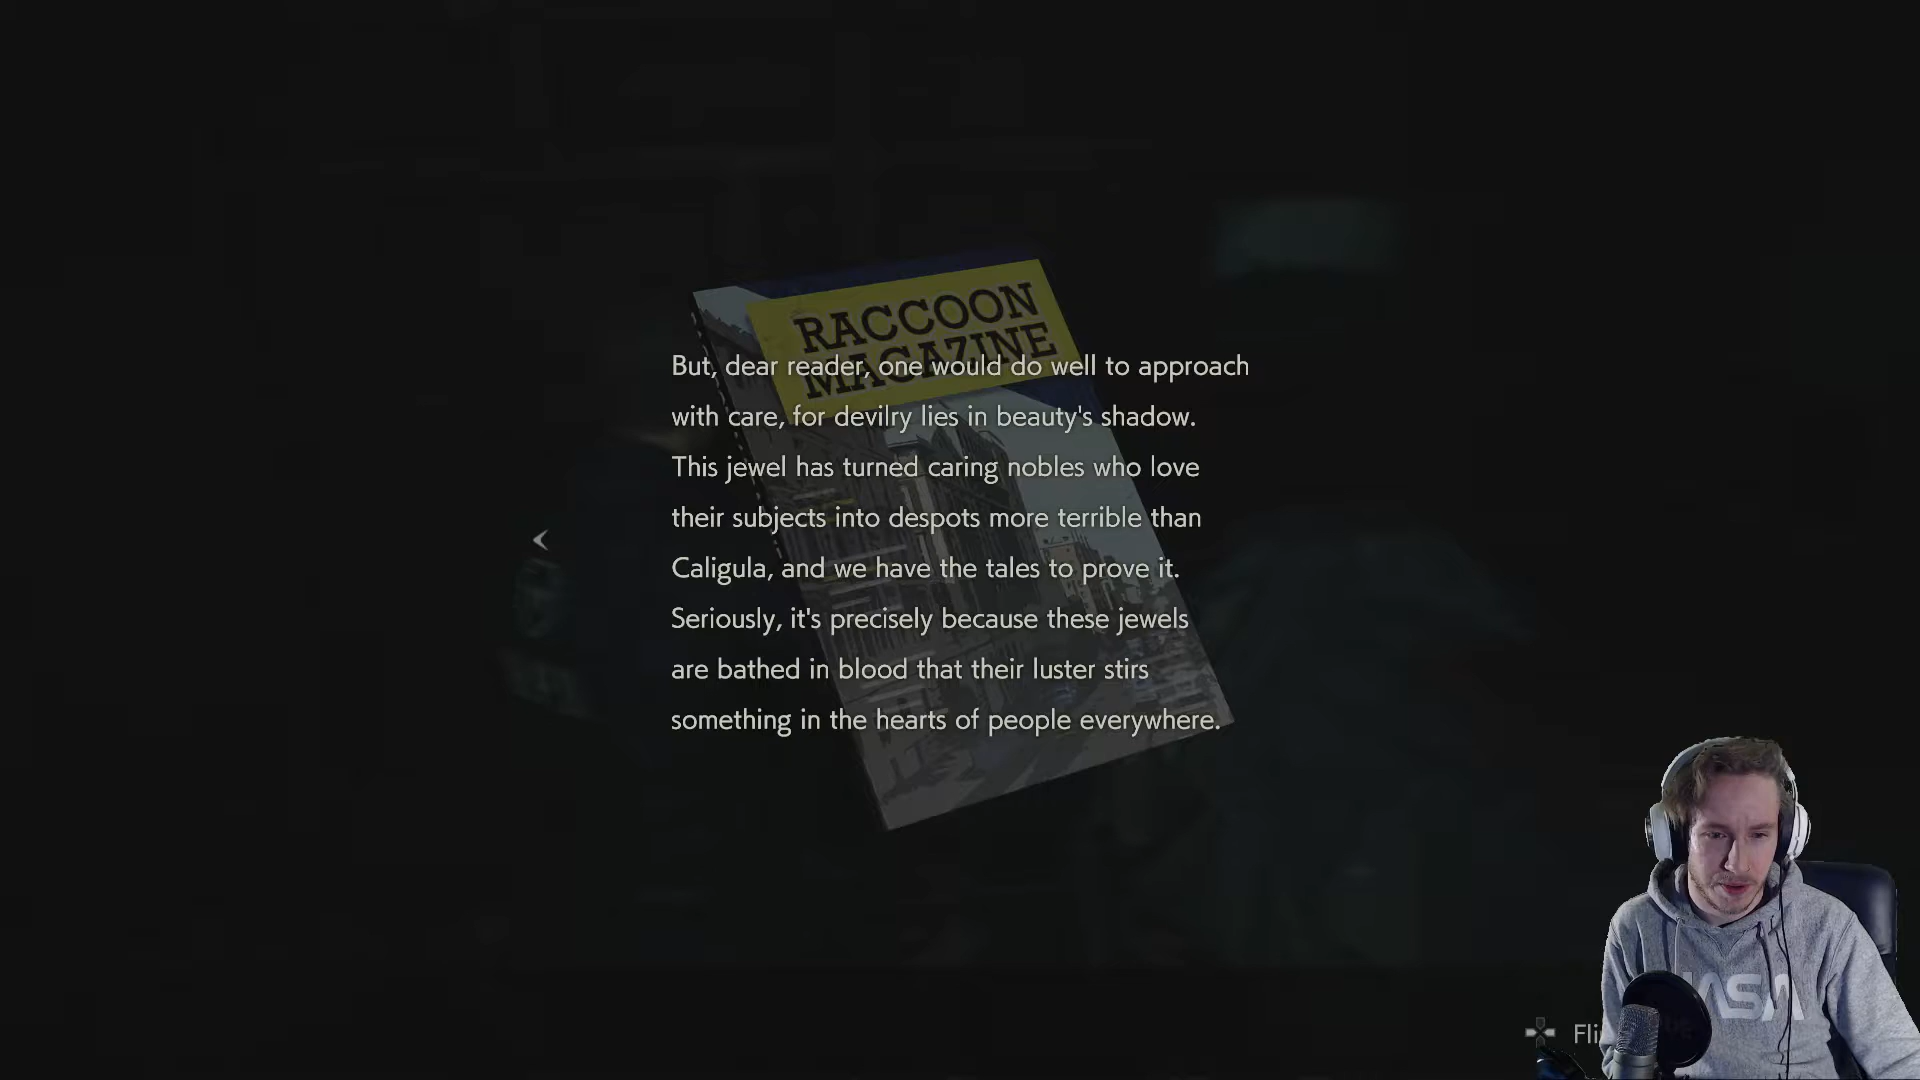 RACCOON
MAGAZINE
But, dear reader, one would do well to approach
with care, for devilry lies in beauty's shadow.
This jewel has turned caring nobles who love
their subjects into despots more terrible than
Caligula, and we have the tales to prove it.
Seriously, it's precisely because these jewels
are bathed in blood that their luster stirs
something in the hearts of people everywhere.
NASA